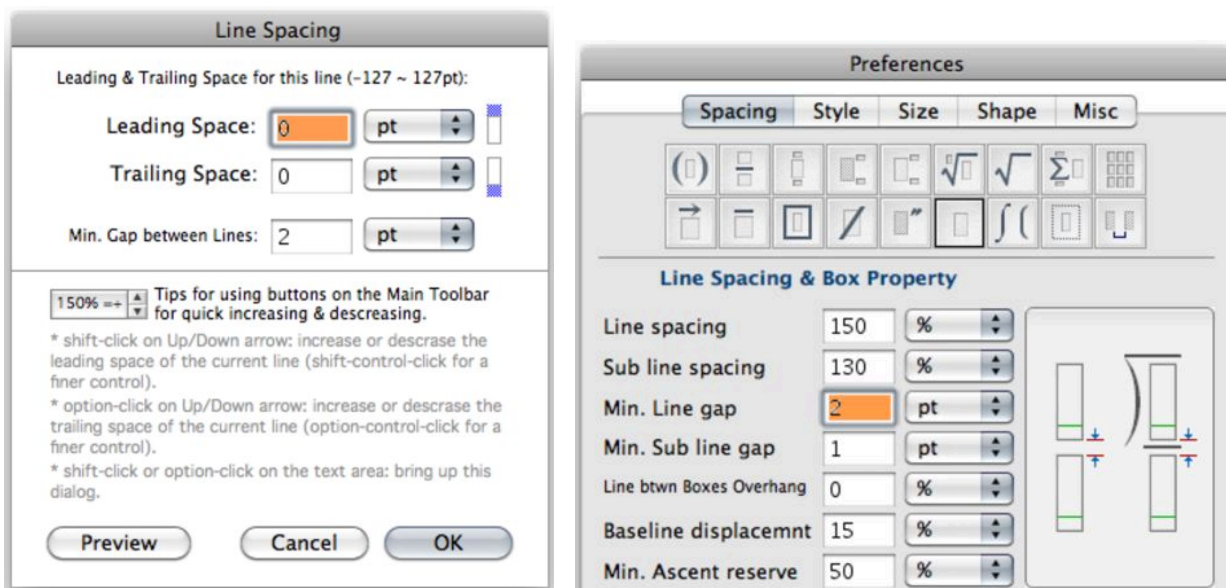 Line Spacing
Leading & Trailing Space for this line (-127 ~ 127pt):
Leading Space: 0 pt
Trailing Space: 0 pt
Min. Gap between Lines: 2 pt
150% =+ Tips for using buttons on the Main Toolbar
for quick increasing & descreasing.
* shift-click on Up/Down arrow: increase or descrase the
leading space of the current line (shift-control-click for a
finer control).
* option-click on Up/Down arrow: increase or descrase the
trailing space of the current line (option-control-click for a
finer control).
* shift-click or option-click on the text area: bring up this
dialog.
Preview Cancel OK
Preferences
Spacing Style Size Shape Misc
Line Spacing & Box Property
Line spacing 150 %
Sub line spacing 130 %
Min. Line gap 2 pt
Min. Sub line gap 1 pt
Line btwn Boxes Overhang 0 %
Baseline displacemnt 15 %
Min. Ascent reserve 50 %